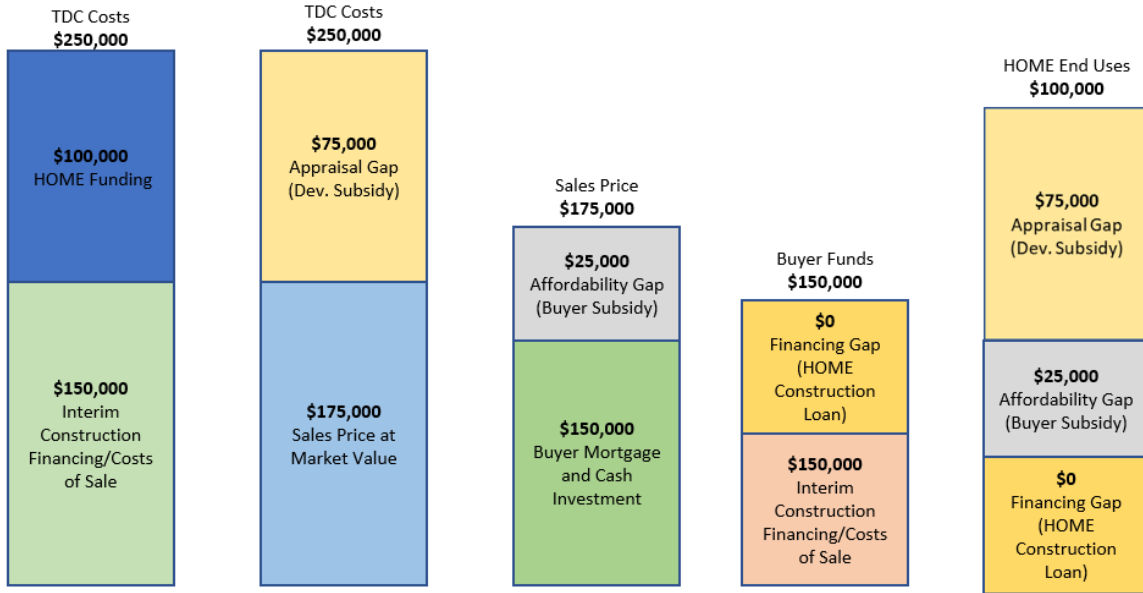 TDC Costs
$250,000
$100,000
HOME Funding
$150,000
Interim
Construction
Financing/Costs
of Sale
TDC Costs
$250,000
$75,000
Appraisal Gap
(Dev. Subsidy)
$175,000
Sales Price at
Market Value
Sales Price
$175,000
$25,000
Affordability Gap
(Buyer Subsidy)
$150,000
Buyer Mortgage
and Cash
Investment
Buyer Funds
$150,000
$0
Financing Gap
(HOME
Construction
Loan)
$150,000
Interim
Construction
Financing/Costs
of Sale
HOME End Uses
$100,000
$75,000
Appraisal Gap
(Dev. Subsidy)
$25,000
Affordability Gap
(Buyer Subsidy)
$0
Financing Gap
(HOME
Construction
Loan)